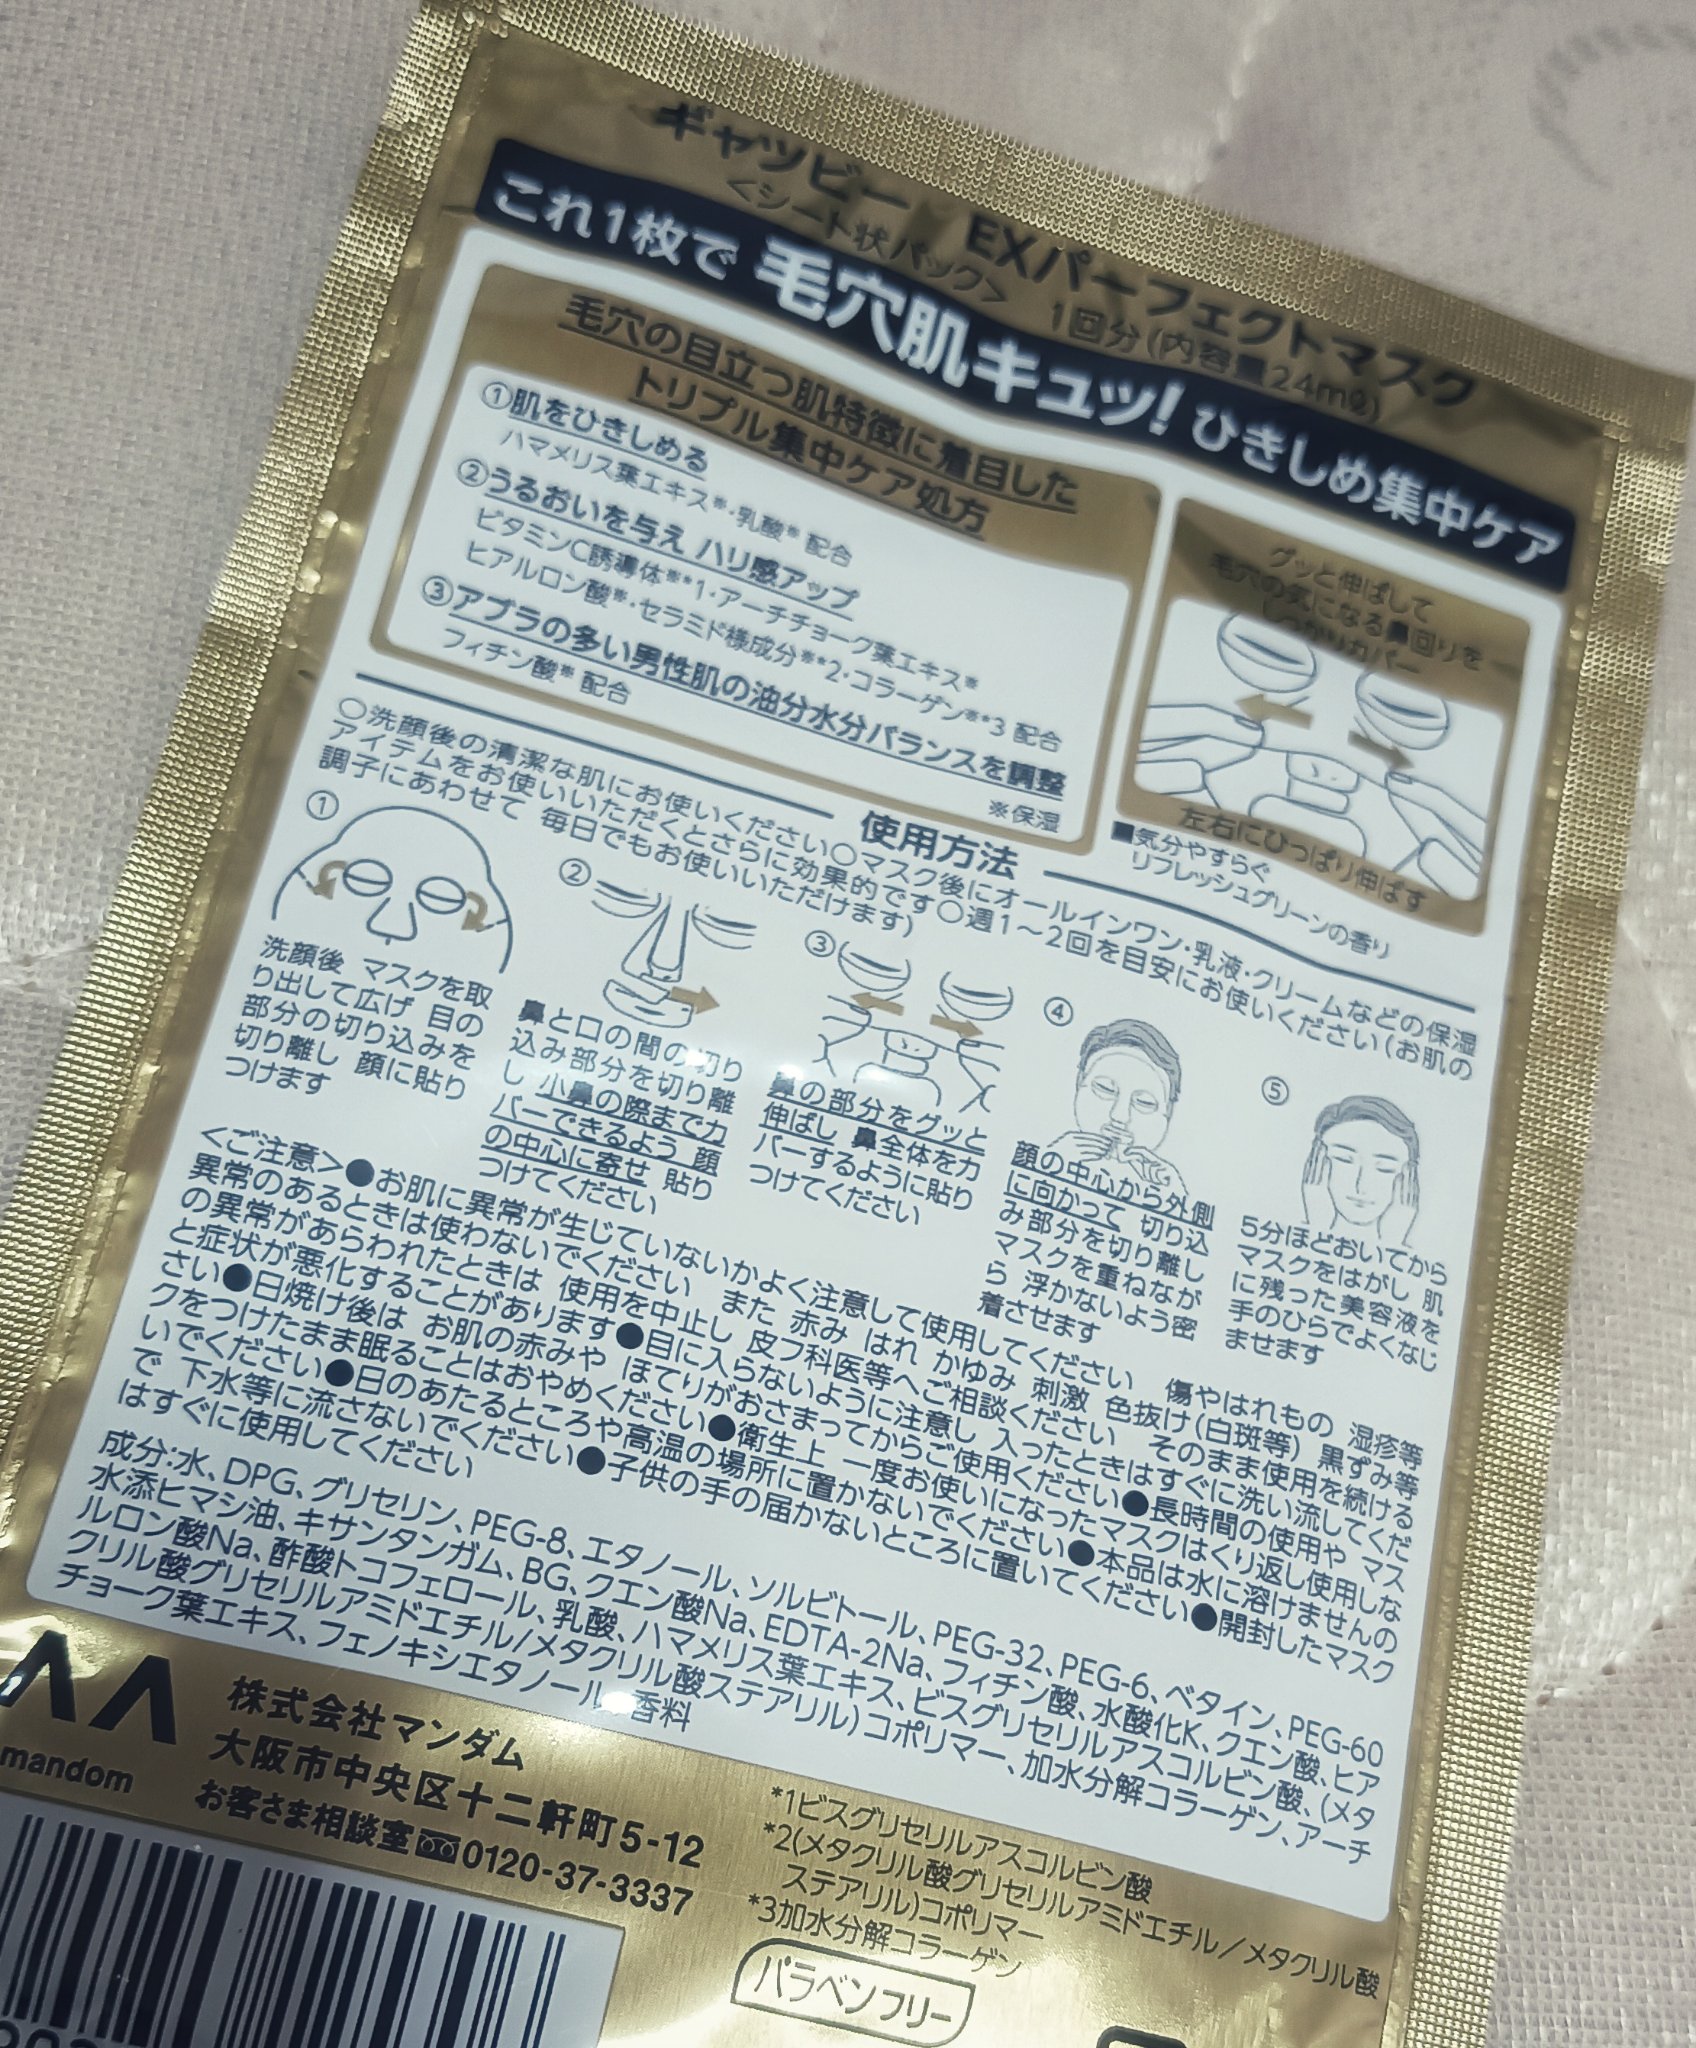 ギャツビー EXパーフェクトマスク
<シート状パック> 1回分(内容量24mℓ)
これ1枚で 毛穴肌キュッ! ひきしめ集中ケア
毛穴の目立つ肌特徴に着目した
トリプル集中ケア処方
①肌をひきしめる
ハマメリス葉エキス※・乳酸※ 配合
②うるおいを与え ハリ感アップ
ビタミンC誘導体※*1・アーチチョーク葉エキス※
ヒアルロン酸※・セラミド様成分※*2・コラーゲン※*3 配合
③アブラの多い男性肌の油分水分バランスを調整
フィチン酸※ 配合
※保湿
グッと伸ばして
毛穴の気になる鼻回りを
しっかりカバー
左右にひっぱり伸ばす
■気分やすらぐ
リフレッシュグリーンの香り
使用方法
○洗顔後の清潔な肌にお使いください○マスク後にオールインワン・乳液・クリームなどの保湿
アイテムをお使いいただくとさらに効果的です○週1～2回を目安にお使いください(お肌の
調子にあわせて 毎日でもお使いいただけます)
①
洗顔後 マスクを取
り出して広げ 目の
部分の切り込みを
切り離し 顔に貼り
つけます
②
鼻と口の間の切り
込み部分を切り離
し 小鼻の際までカ
バーできるよう 顔
の中心に寄せ 貼り
つけてください
③
鼻の部分をグッと
伸ばし 鼻全体をカ
バーするように貼り
つけてください
④
顔の中心から外側
に向かって 切り込
み部分を切り離し
マスクを重ねなが
ら 浮かないよう密
着させます
⑤
5分ほどおいてから
マスクをはがし 肌
に残った美容液を
手のひらでよくなじ
ませます
<ご注意>●お肌に異常が生じていないかよく注意して使用してください 傷やはれもの 湿疹等
異常のあるときは使わないでください また 赤み はれ かゆみ 刺激 色抜け(白斑等) 黒ずみ等
の異常があらわれたときは 使用を中止し 皮フ科医等へご相談ください そのまま使用を続ける
と症状が悪化することがあります●目に入らないように注意し 入ったときはすぐに洗い流してくだ
さい●日焼け後は お肌の赤みや ほてりがおさまってからご使用ください●長時間の使用や マス
クをつけたまま眠ることはおやめください●衛生上 一度お使いになったマスクはくり返し使用しな
いでください●日のあたるところや高温の場所に置かないでください●本品は水に溶けませんの
で 下水等に流さないでください●子供の手の届かないところに置いてください●開封したマスク
はすぐに使用してください
成分:水、DPG、グリセリン、PEG-8、エタノール、ソルビトール、PEG-32、PEG-6、ベタイン、PEG-60
水添ヒマシ油、キサンタンガム、BG、クエン酸Na、EDTA-2Na、フィチン酸、水酸化K、クエン酸、ヒア
ルロン酸Na、酢酸トコフェロール、乳酸、ハマメリス葉エキス、ビスグリセリルアスコルビン酸、(メタ
クリル酸グリセリルアミドエチル/メタクリル酸ステアリル)コポリマー、加水分解コラーゲン、アーチ
チョーク葉エキス、フェノキシエタノール、香料
mandom
株式会社マンダム
大阪市中央区十二軒町5-12
お客さま相談室 0120-37-3337
*1ビスグリセリルアスコルビン酸
*2(メタクリル酸グリセリルアミドエチル/メタクリル酸
ステアリル)コポリマー
*3加水分解コラーゲン
パラベンフリー